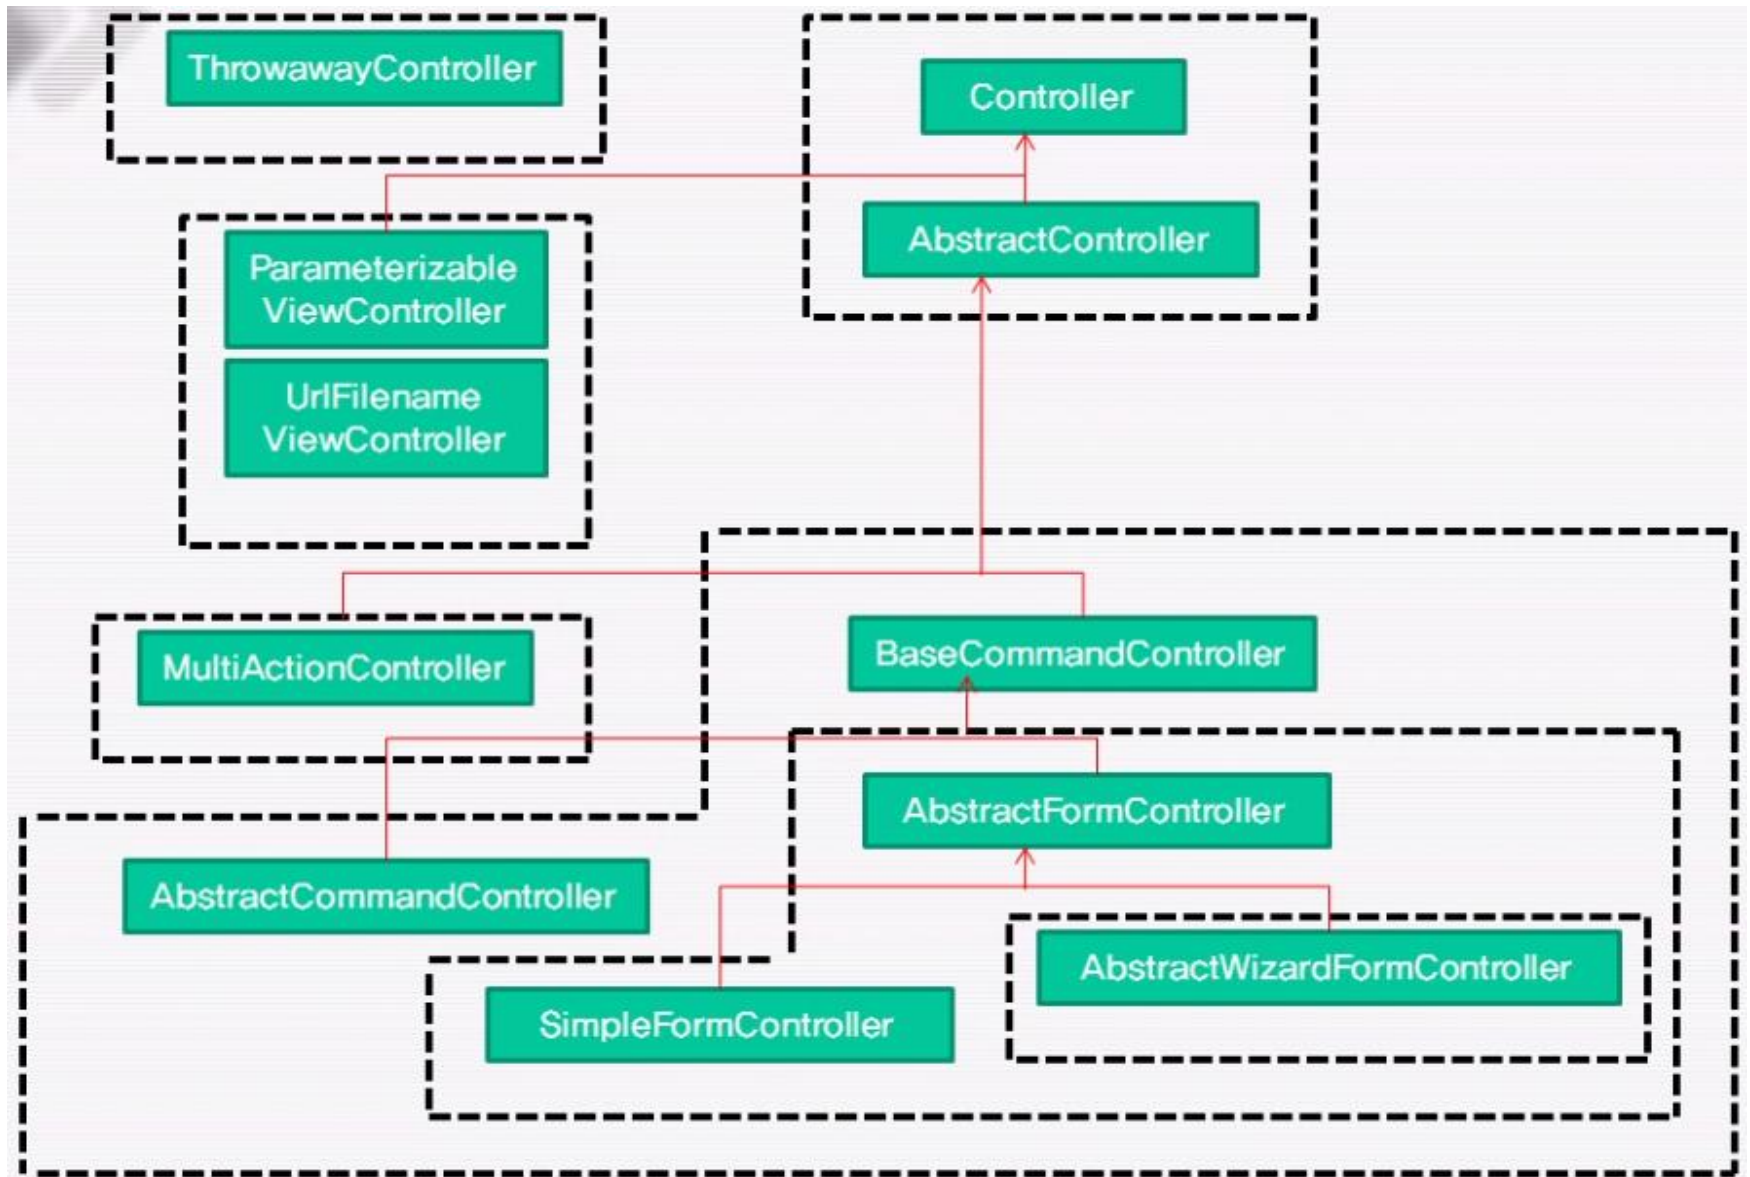 ThrowawayController
Controller
AbstractController
Parameterizable
ViewController
UrlFilename
ViewController
MultiActionController
BaseCommandController
AbstractFormController
AbstractCommandController
AbstractWizardFormController
SimpleFormController